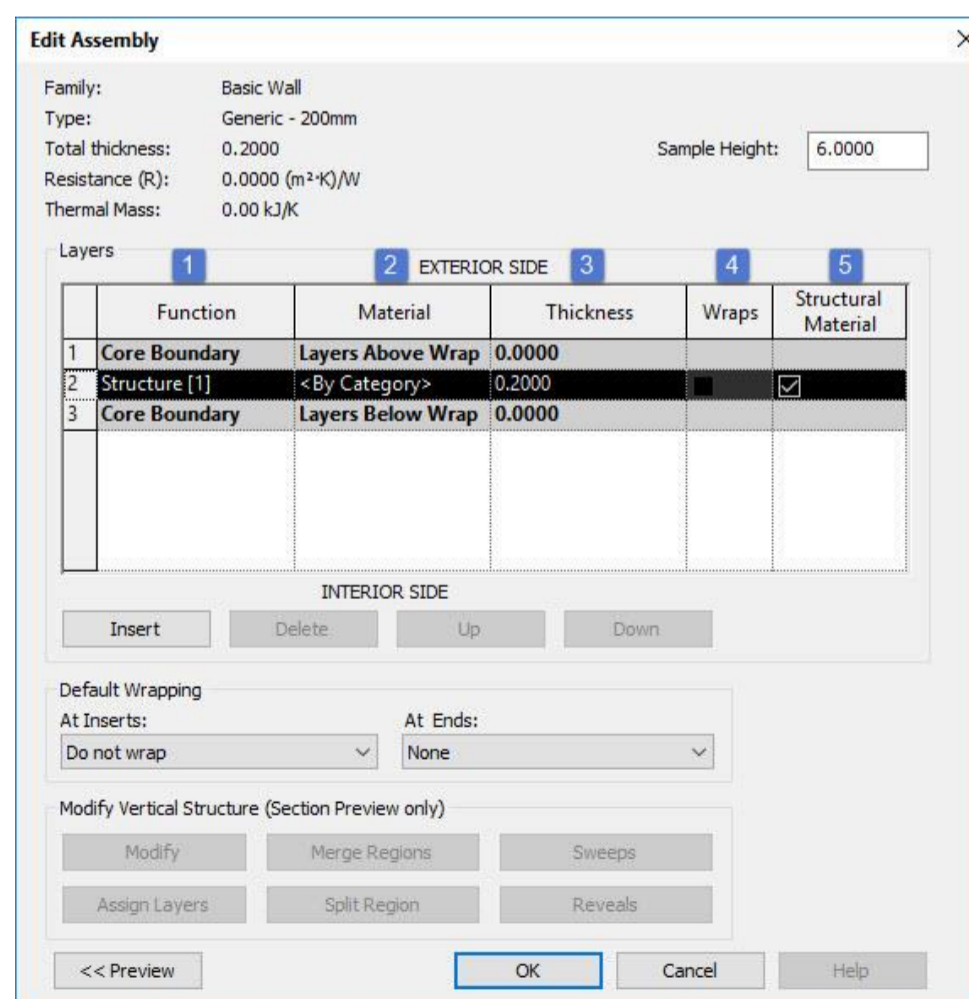 Edit Assembly
Family: Basic Wall
Type: Generic - 200mm
Total thickness: 0.2000 Sample Height: 6.0000
Resistance (R): 0.0000 (m²·K)/W
Thermal Mass: 0.00 kJ/K
Layers
1 2 EXTERIOR SIDE 3 4 5
Function Material Thickness Wraps Structural Material
1 Core Boundary Layers Above Wrap 0.0000
2 Structure [1] <By Category> 0.2000
3 Core Boundary Layers Below Wrap 0.0000
INTERIOR SIDE
Insert Delete Up Down
Default Wrapping
At Inserts: At Ends:
Do not wrap None
Modify Vertical Structure (Section Preview only)
Modify Merge Regions Sweeps
Assign Layers Split Region Reveals
<< Preview OK Cancel Help